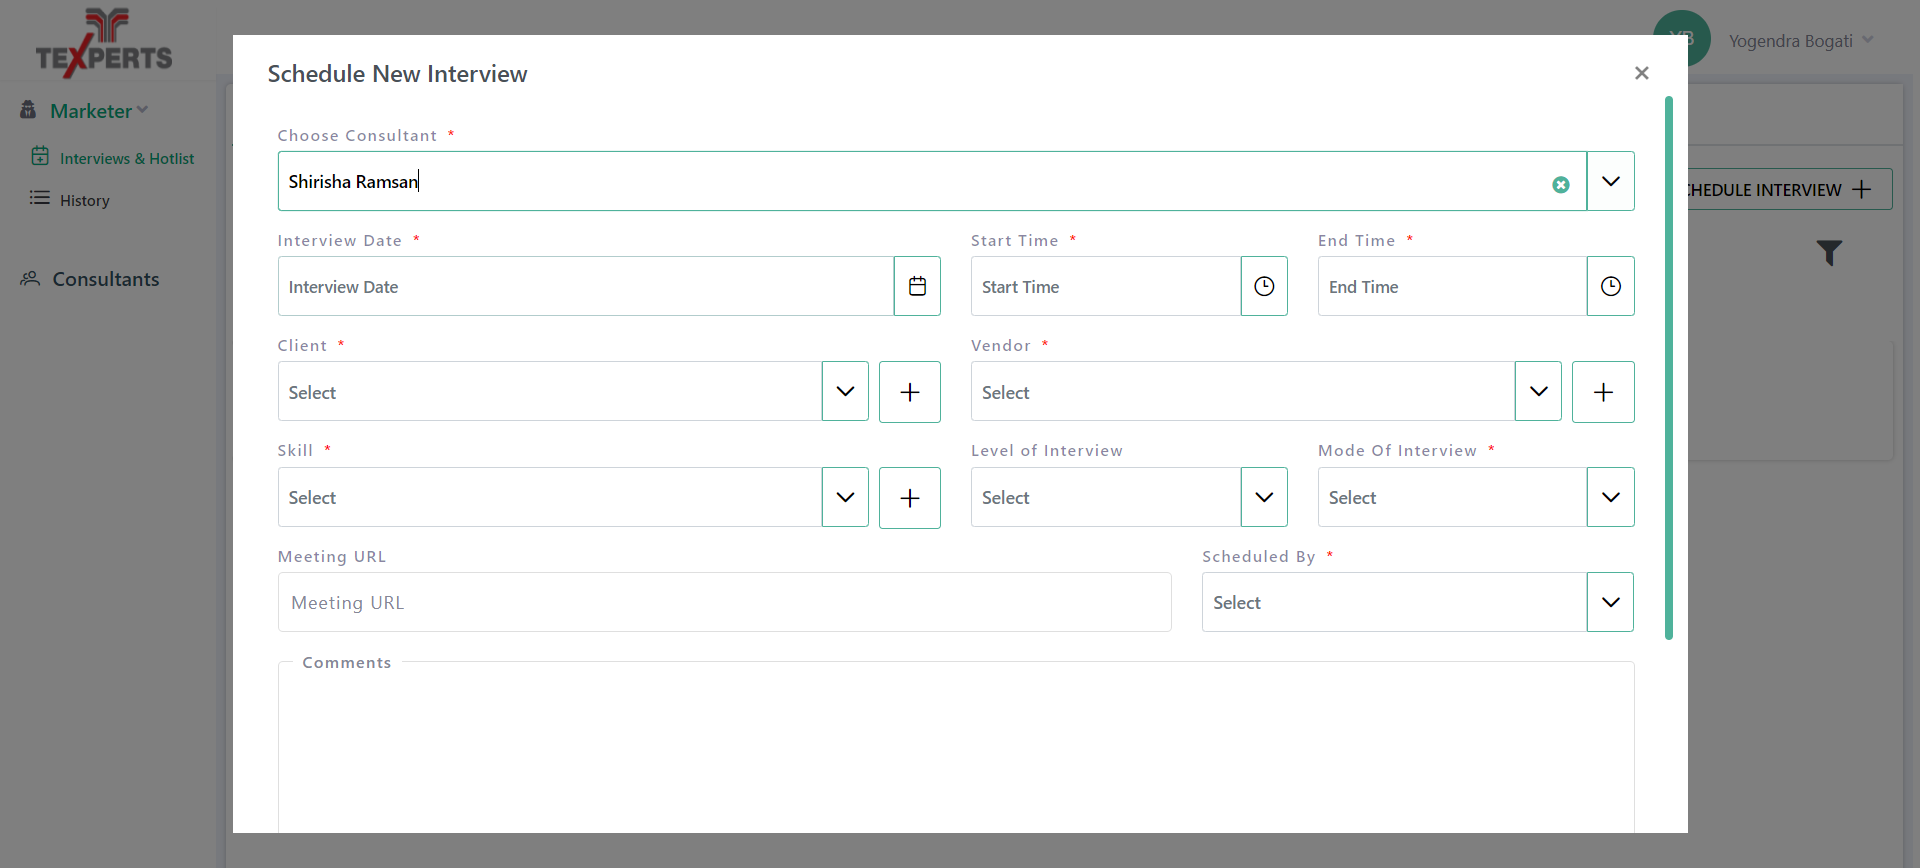 TEXPERTS
YB
Yogendra Bogati
Schedule New Interview
Marketer
Interviews & Hotlist
History
Consultants
Choose Consultant *
Shirisha Ramsan
CHEDULE INTERVIEW
Interview Date * Start Time * End Time *
Interview Date Start Time End Time
Client * Vendor *
Select Select
Skill * Level of Interview Mode Of Interview *
Select Select Select
Meeting URL Scheduled By *
Meeting URL Select
Comments